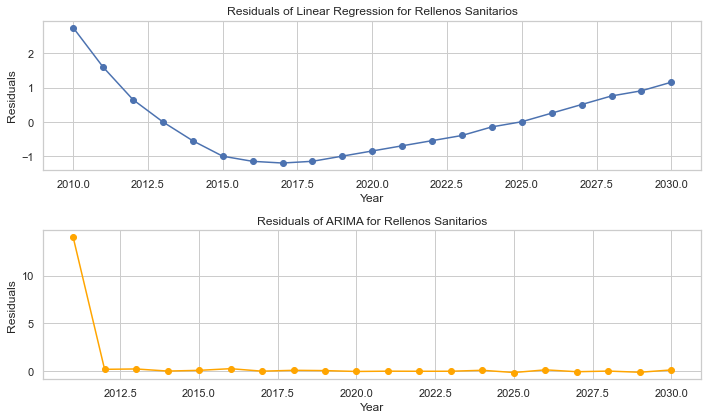 Residuals of Linear Regression for Rellenos Sanitarios
Residuals
2
1
0
−1
2010.0 2012.5 2015.0 2017.5 2020.0 2022.5 2025.0 2027.5 2030.0
Year
Residuals of ARIMA for Rellenos Sanitarios
Residuals
10
5
0
2012.5 2015.0 2017.5 2020.0 2022.5 2025.0 2027.5 2030.0
Year